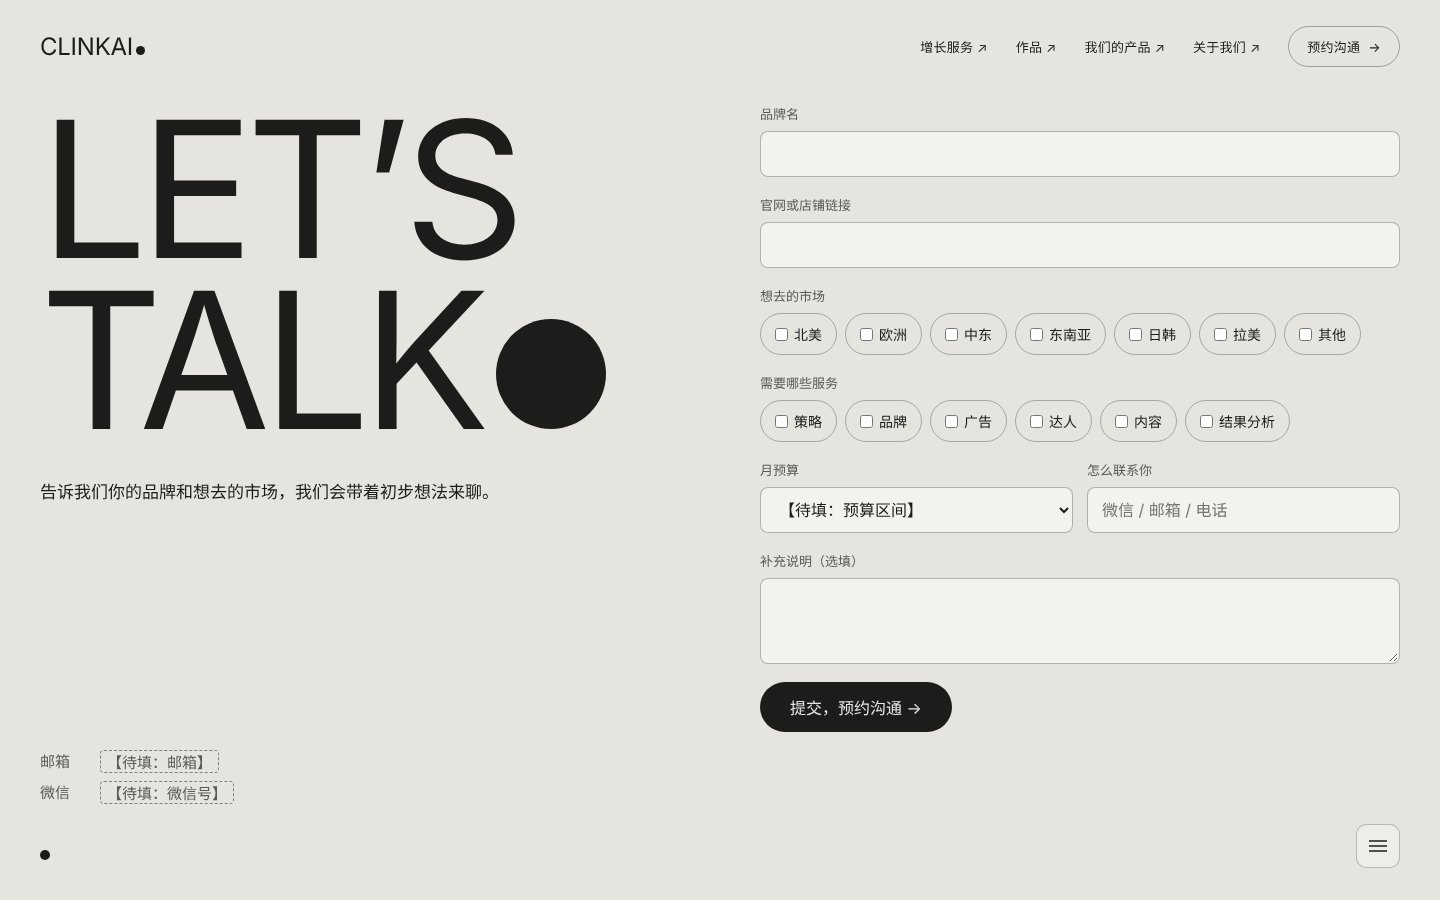 CLINKAI
增长服务 ↗ 作品 ↗ 我们的产品 ↗ 关于我们 ↗ 预约沟通 →
LET’S
TALK
告诉我们你的品牌和想去的市场，我们会带着初步想法来聊。
邮箱 【待填：邮箱】
微信 【待填：微信号】
品牌名
官网或店铺链接
想去的市场
北美 欧洲 中东 东南亚 日韩 拉美 其他
需要哪些服务
策略 品牌 广告 达人 内容 结果分析
月预算 怎么联系你
【待填：预算区间】 微信 / 邮箱 / 电话
补充说明（选填）
提交，预约沟通 →